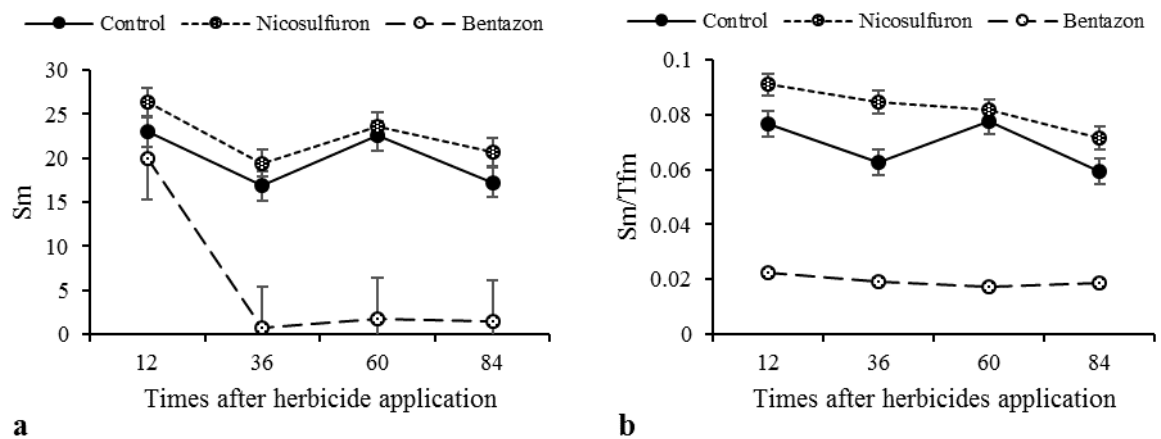 Control Nicosulfuron Bentazon
30
25
20
15
10
5
0
Sm
12 36 60 84
Times after herbicide application
a
Control Nicosulfuron Bentazon
0.1
0.08
0.06
0.04
0.02
0
Sm/Tfm
12 36 60 84
Times after herbicides application
b